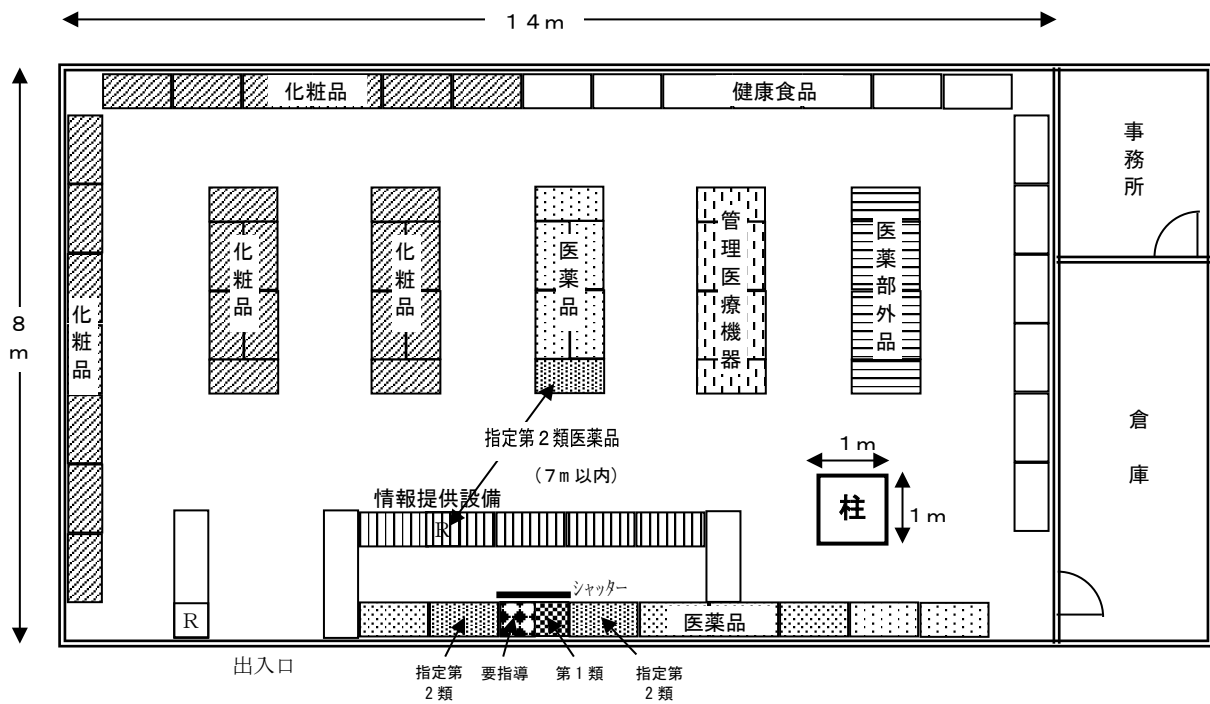 14m
8m
化粧品
健康食品
事務所
化粧品
化粧品
化粧品
医薬品
管理医療機器
医薬部外品
倉庫
指定第2類医薬品
(7m以内)
1m
柱
1m
情報提供設備
R
シャッター
R
医薬品
出入口
指定第2類
要指導
第1類
指定第2類